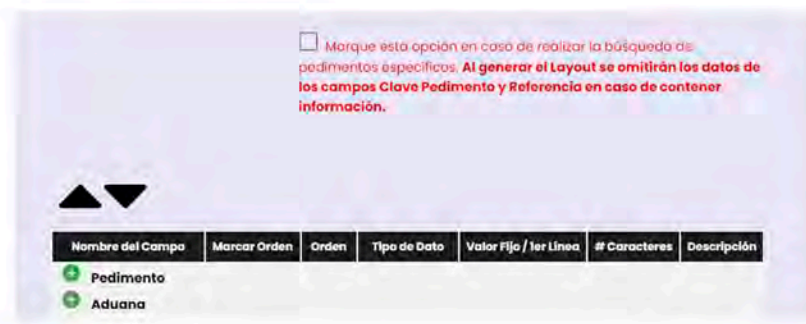 Marque esta opción en caso de realizar la búsqueda de
pedimentos especificos. Al generar el Layout se omitirán los datos de
los campos Clave Pedimento y Referencia en caso de contener
información.
Nombre del Campo Marcar Orden Orden Tipo de Dato Valor Fijo / 1er Linea # Caracteres Descripción
Pedimento
Aduana